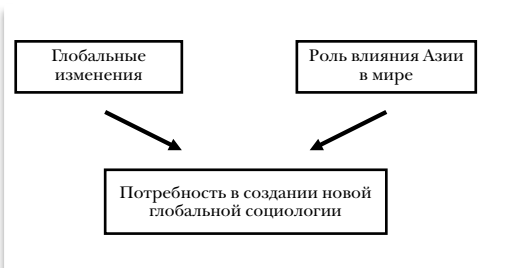 Глобальные
изменения
Роль влияния Азии
в мире
Потребность в создании новой
глобальной социологии